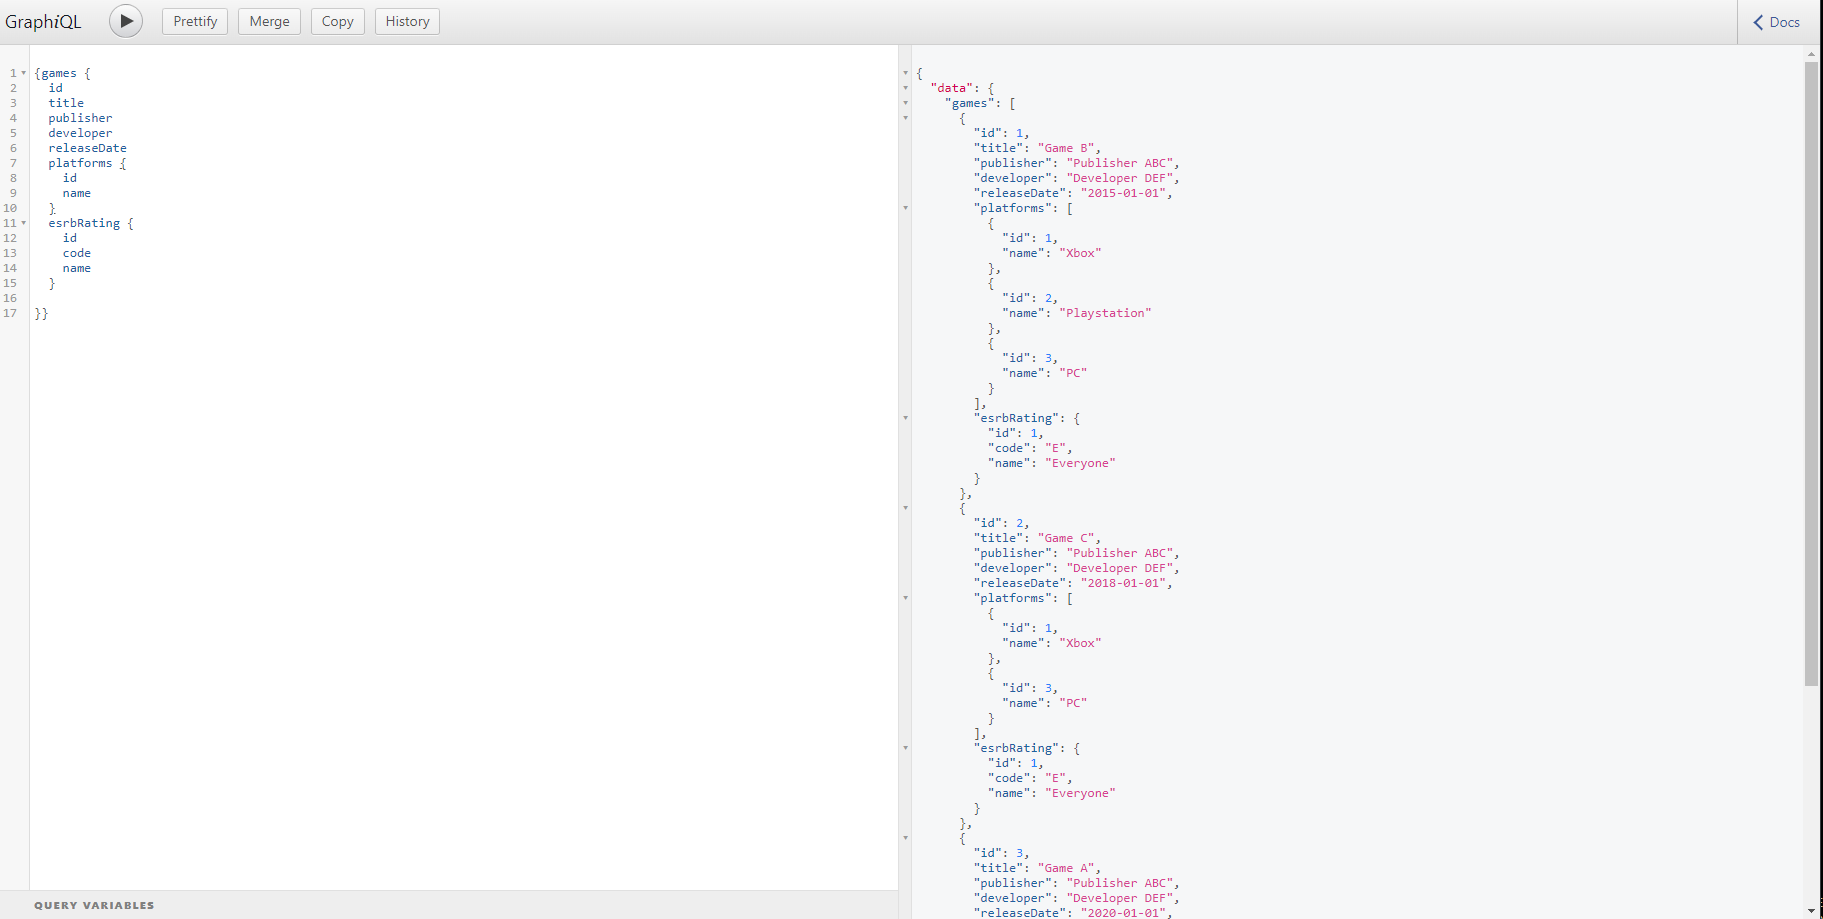 GraphiQL Prettify Merge Copy History Docs
1 {games {
2   id
3   title
4   publisher
5   developer
6   releaseDate
7   platforms {
8     id
9     name
10   }
11   esrbRating {
12     id
13     code
14     name
15   }
16
17 }}
QUERY VARIABLES
{
  "data": {
    "games": [
      {
        "id": 1,
        "title": "Game B",
        "publisher": "Publisher ABC",
        "developer": "Developer DEF",
        "releaseDate": "2015-01-01",
        "platforms": [
          {
            "id": 1,
            "name": "Xbox"
          },
          {
            "id": 2,
            "name": "Playstation"
          },
          {
            "id": 3,
            "name": "PC"
          }
        ],
        "esrbRating": {
          "id": 1,
          "code": "E",
          "name": "Everyone"
        }
      },
      {
        "id": 2,
        "title": "Game C",
        "publisher": "Publisher ABC",
        "developer": "Developer DEF",
        "releaseDate": "2018-01-01",
        "platforms": [
          {
            "id": 1,
            "name": "Xbox"
          },
          {
            "id": 3,
            "name": "PC"
          }
        ],
        "esrbRating": {
          "id": 1,
          "code": "E",
          "name": "Everyone"
        }
      },
      {
        "id": 3,
        "title": "Game A",
        "publisher": "Publisher ABC",
        "developer": "Developer DEF",
        "releaseDate": "2020-01-01",